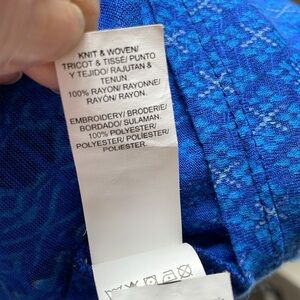 KNIT & WOVEN/
TRICOT & TISSÉ/ PUNTO
Y TEJIDO/ RAJUTAN &
TENUN.
100% RAYON/ RAYONNE/
RAYÓN/ RAYON.
EMBROIDERY/ BRODERIE/
BORDADO/ SULAMAN.
100% POLYESTER/
POLYESTER/ POLIÉSTER/
POLIESTER.